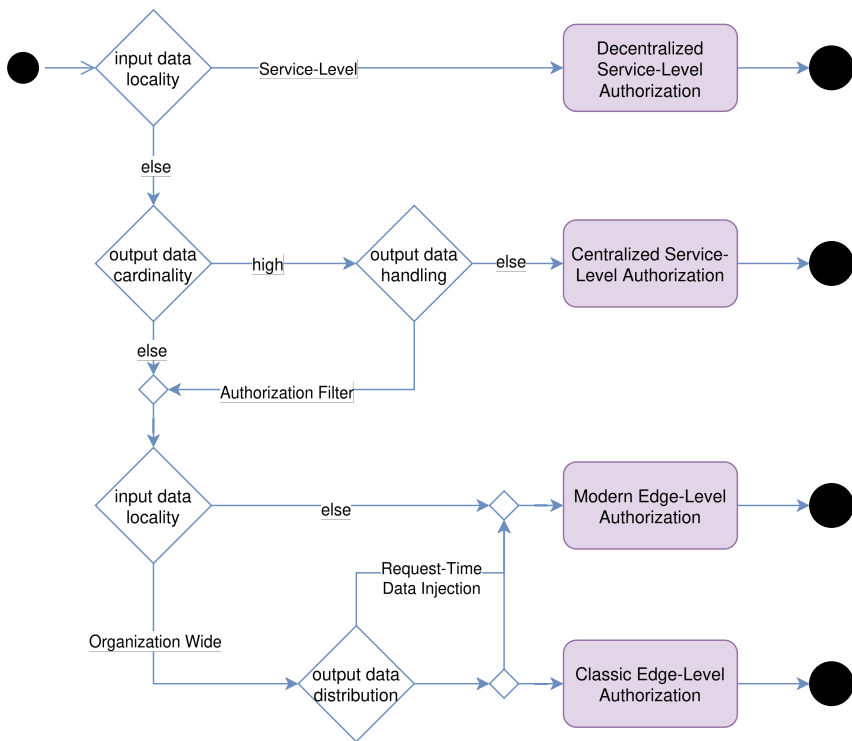 input data
locality
Service-Level
Decentralized
Service-Level
Authorization
else
output data
cardinality
high
output data
handling
else
Centralized Service-
Level Authorization
else
Authorization Filter
input data
locality
else
Modern Edge-Level
Authorization
Request-Time
Data Injection
Organization Wide
output data
distribution
Classic Edge-Level
Authorization